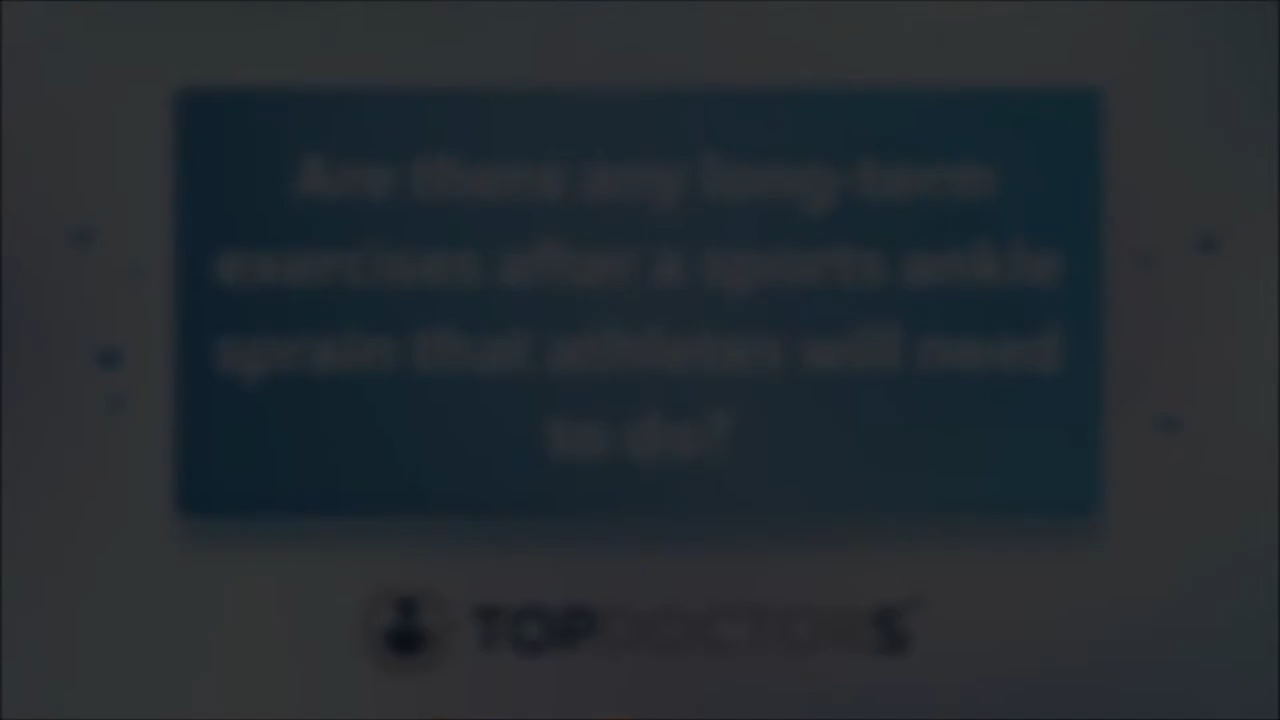 Are there any long-term
exercises after a sports ankle
sprain that athletes will need
to do?
TOPDOCTORS